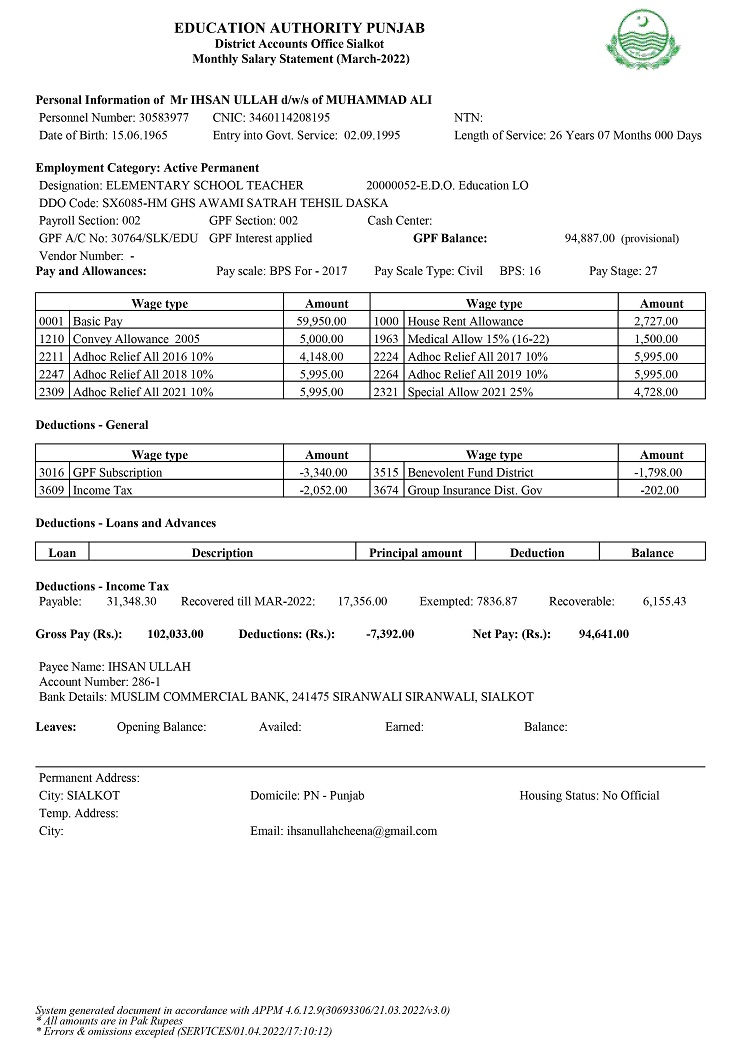 EDUCATION AUTHORITY PUNJAB
District Accounts Office Sialkot
Monthly Salary Statement (March-2022)
Personal Information of Mr IHSAN ULLAH d/w/s of MUHAMMAD ALI
Personnel Number: 30583977 CNIC: 3460114208195 NTN:
Date of Birth: 15.06.1965 Entry into Govt. Service: 02.09.1995 Length of Service: 26 Years 07 Months 000 Days
Employment Category: Active Permanent
Designation: ELEMENTARY SCHOOL TEACHER 20000052-E.D.O. Education LO
DDO Code: SX6085-HM GHS AWAMI SATRAH TEHSIL DASKA
Payroll Section: 002 GPF Section: 002 Cash Center:
GPF A/C No: 30764/SLK/EDU GPF Interest applied GPF Balance: 94,887.00 (provisional)
Vendor Number: -
Pay and Allowances: Pay scale: BPS For - 2017 Pay Scale Type: Civil BPS: 16 Pay Stage: 27
Wage type Amount Wage type Amount
0001 Basic Pay 59,950.00 1000 House Rent Allowance 2,727.00
1210 Convey Allowance 2005 5,000.00 1963 Medical Allow 15% (16-22) 1,500.00
2211 Adhoc Relief All 2016 10% 4,148.00 2224 Adhoc Relief All 2017 10% 5,995.00
2247 Adhoc Relief All 2018 10% 5,995.00 2264 Adhoc Relief All 2019 10% 5,995.00
2309 Adhoc Relief All 2021 10% 5,995.00 2321 Special Allow 2021 25% 4,728.00
Deductions - General
Wage type Amount Wage type Amount
3016 GPF Subscription -3,340.00 3515 Benevolent Fund District -1,798.00
3609 Income Tax -2,052.00 3674 Group Insurance Dist. Gov -202.00
Deductions - Loans and Advances
Loan Description Principal amount Deduction Balance
Deductions - Income Tax
Payable: 31,348.30 Recovered till MAR-2022: 17,356.00 Exempted: 7836.87 Recoverable: 6,155.43
Gross Pay (Rs.): 102,033.00 Deductions: (Rs.): -7,392.00 Net Pay: (Rs.): 94,641.00
Payee Name: IHSAN ULLAH
Account Number: 286-1
Bank Details: MUSLIM COMMERCIAL BANK, 241475 SIRANWALI SIRANWALI, SIALKOT
Leaves: Opening Balance: Availed: Earned: Balance:
Permanent Address:
City: SIALKOT Domicile: PN - Punjab Housing Status: No Official
Temp. Address:
City: Email: ihsanullahcheena@gmail.com
System generated document in accordance with APPM 4.6.12.9(30693306/21.03.2022/v3.0)
* All amounts are in Pak Rupees
* Errors & omissions excepted (SERVICES/01.04.2022/17:10:12)